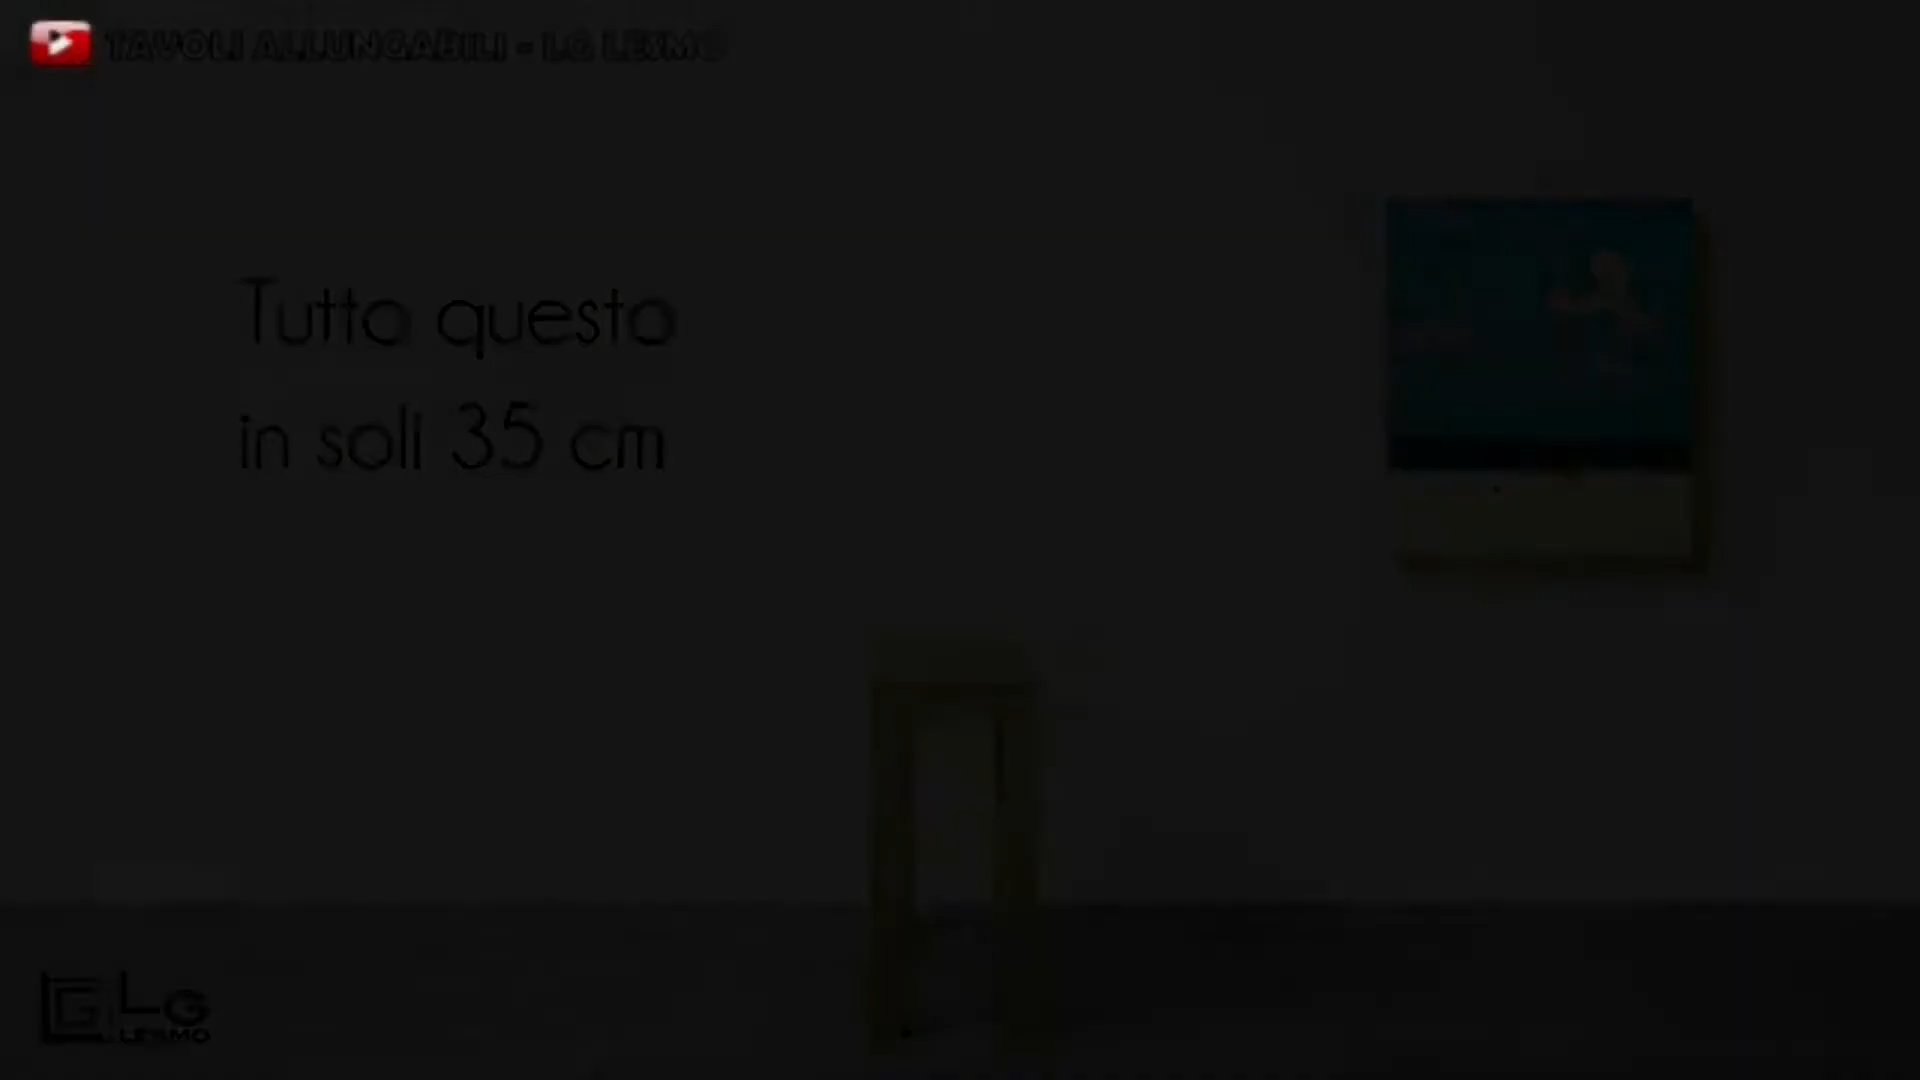 TAVOLI ALLUNGABILI - LG LESMO
Tutto questo
in soli 35 cm
LG
LESMO